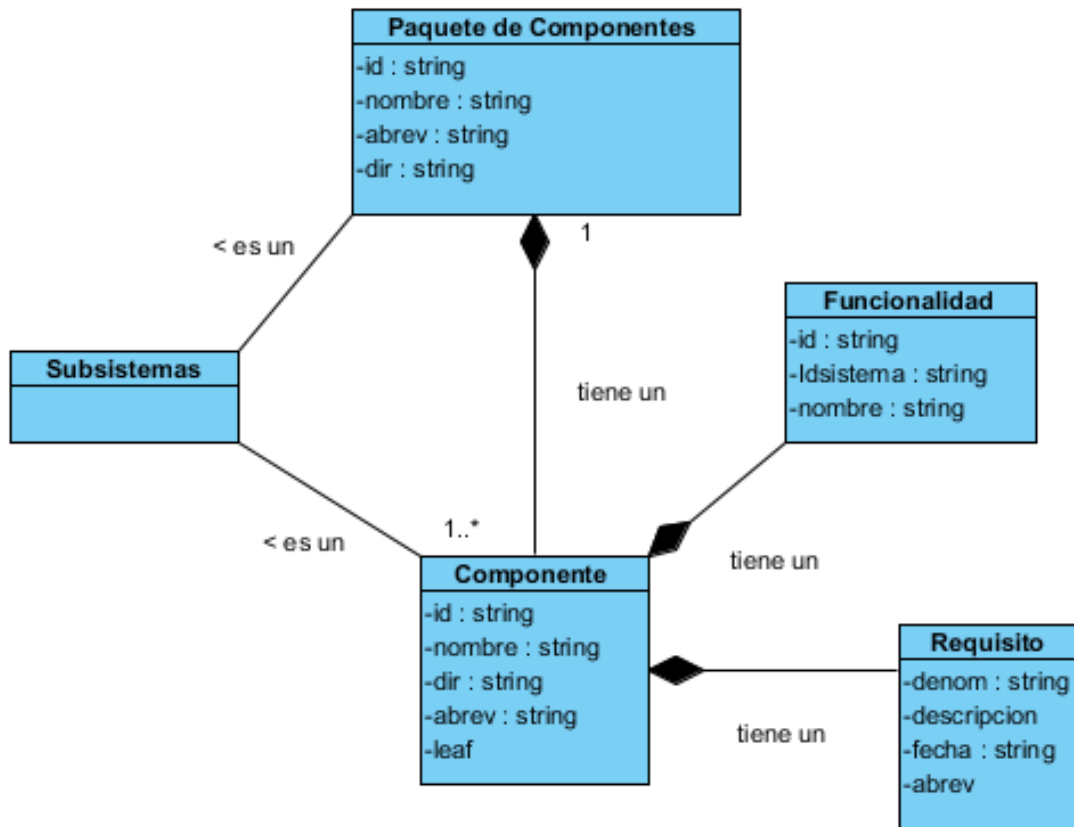 Paquete de Componentes
-id : string
-nombre : string
-abrev : string
-dir : string
< es un
1
Funcionalidad
-id : string
-Idsistema : string
-nombre : string
Subsistemas
tiene un
1..*
< es un
tiene un
Componente
-id : string
-nombre : string
-dir : string
-abrev : string
-leaf
Requisito
-denom : string
-descripcion
-fecha : string
-abrev
tiene un